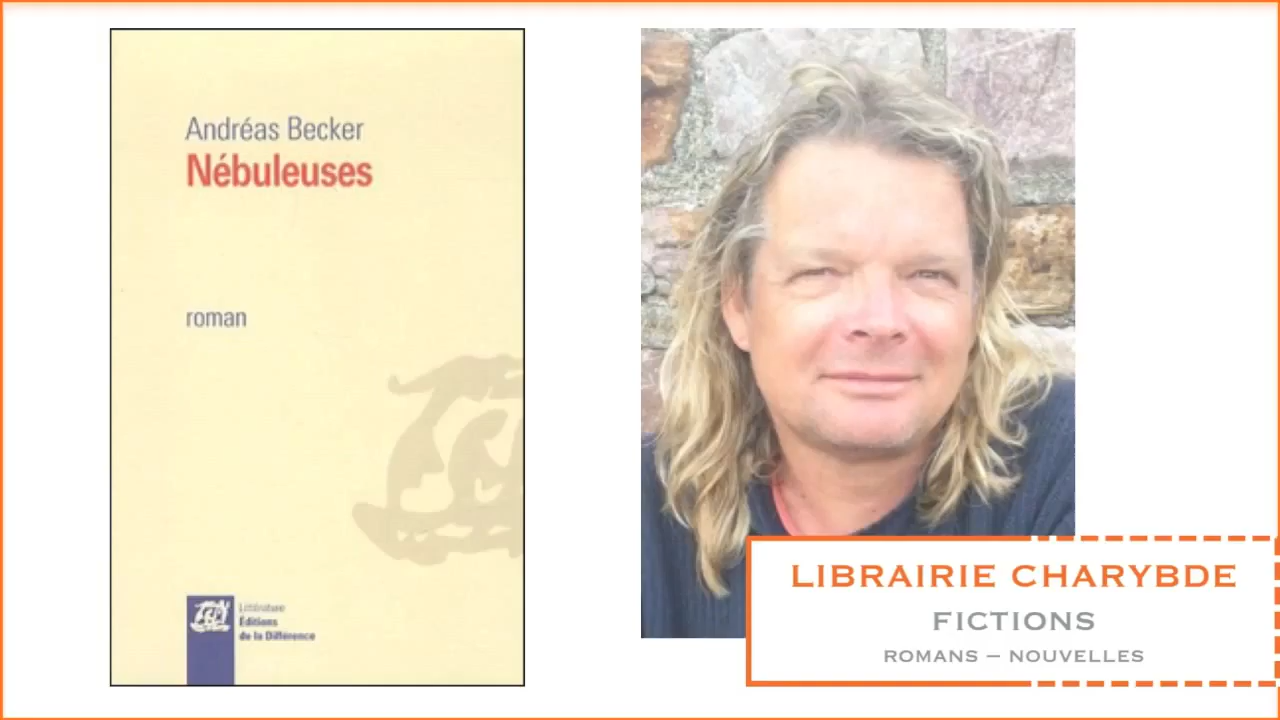 Andréas Becker
Nébuleuses
roman
Littérature
Éditions
de la Différence
LIBRAIRIE CHARYBDE
FICTIONS
ROMANS – NOUVELLES